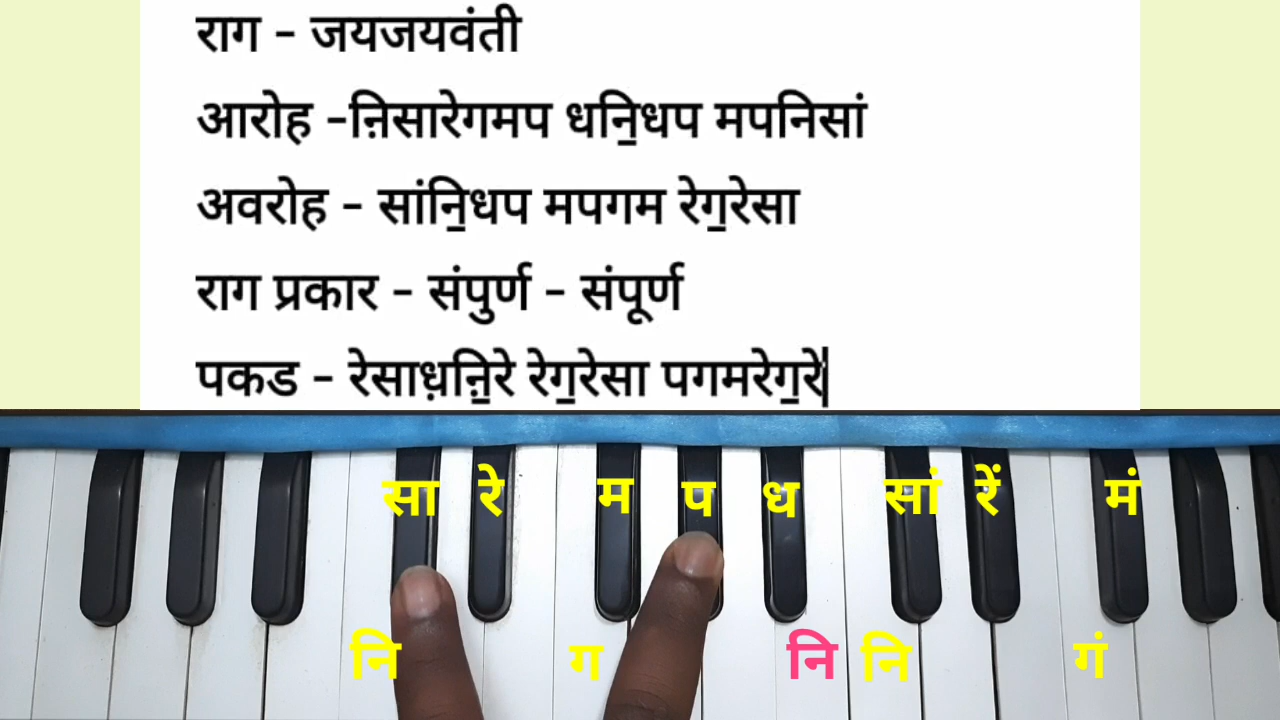 राग - जयजयवंती
आरोह -ऩिसारेगमप धनि॒धप मपनिसां
अवरोह - सांनि॒धप मपगम रेग॒रेसा
राग प्रकार - संपुर्ण - संपूर्ण
पकड - रेसाध़ऩि॒रे रेग॒रेसा पगमरेग॒रे
सा रे म प ध सां रें मं
नि ग नि नि गं